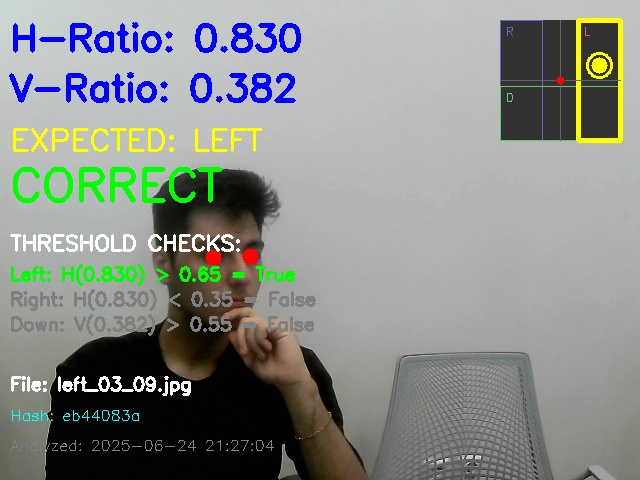 H-Ratio: 0.830
V-Ratio: 0.382
EXPECTED: LEFT
CORRECT
THRESHOLD CHECKS:
Left: H(0.830) > 0.65 = True
Right: H(0.830) < 0.35 = False
Down: V(0.382) > 0.55 = False
File: left_03_09.jpg
Hash: eb44083a
Analyzed: 2025-06-24 21:27:04
R
L
D